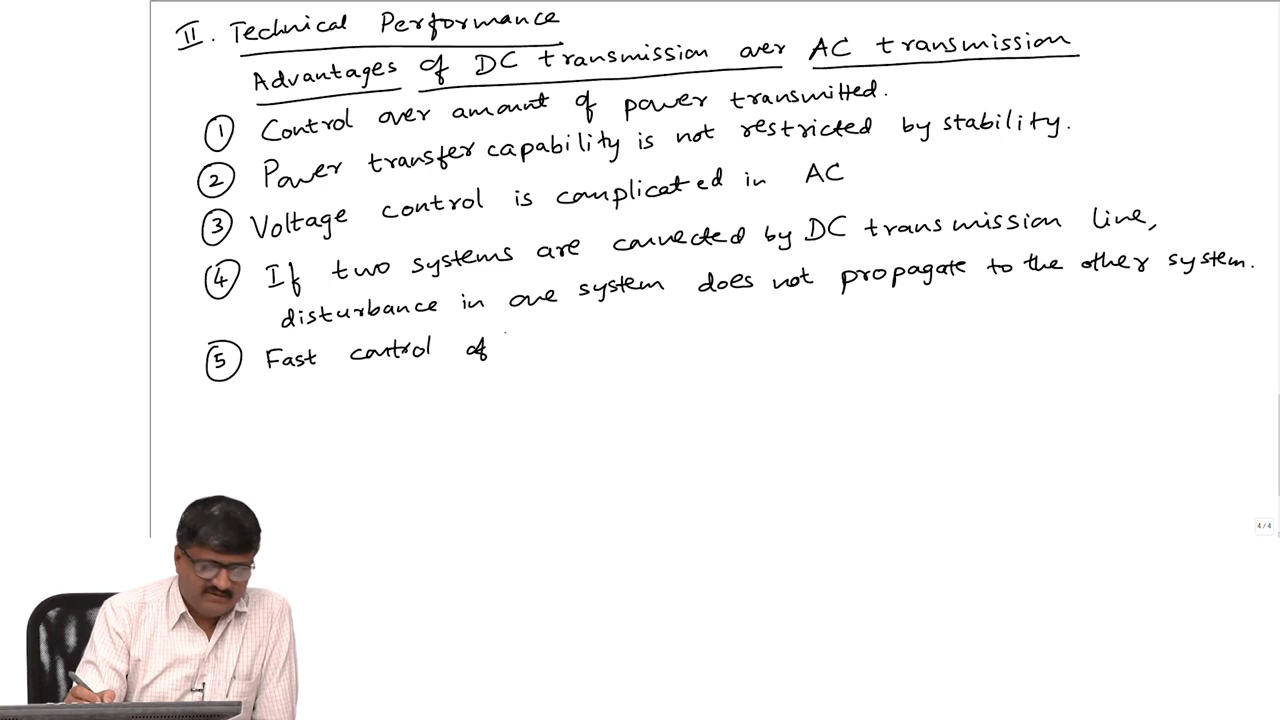 II. Technical Performance
Advantages of DC transmission over AC transmission
1 Control over amount of power transmitted.
2 Power transfer capability is not restricted by stability.
3 Voltage control is complicated in AC
4 If two systems are connected by DC transmission line,
disturbance in one system does not propagate to the other system.
5 Fast control of
4/4